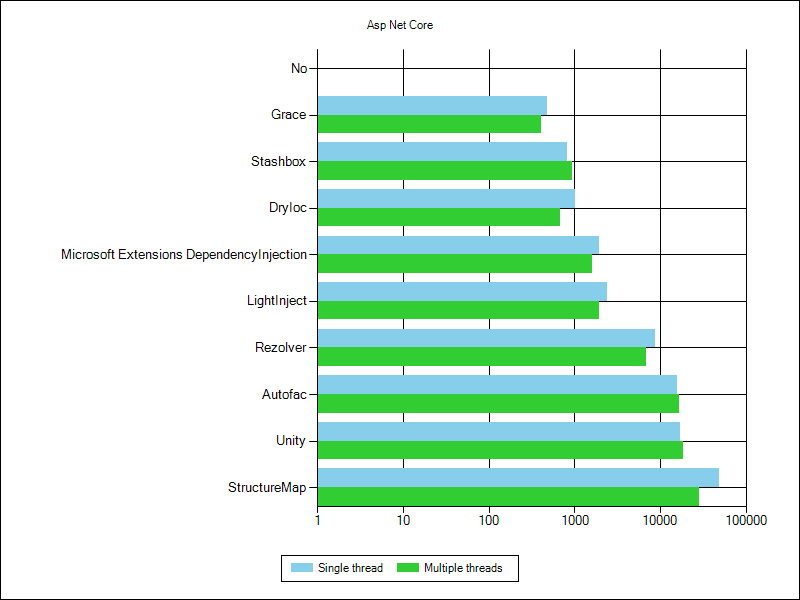 Asp Net Core
No
Grace
Stashbox
DryIoc
Microsoft Extensions DependencyInjection
LightInject
Rezolver
Autofac
Unity
StructureMap
1 10 100 1000 10000 100000
Single thread Multiple threads